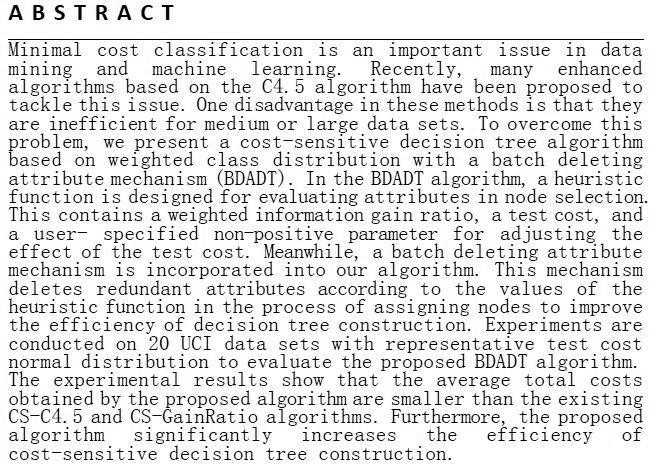 ABSTRACT
Minimal cost classification is an important issue in data
mining and machine learning. Recently, many enhanced
algorithms based on the C4.5 algorithm have been proposed to
tackle this issue. One disadvantage in these methods is that they
are inefficient for medium or large data sets. To overcome this
problem, we present a cost-sensitive decision tree algorithm
based on weighted class distribution with a batch deleting
attribute mechanism (BDADT). In the BDADT algorithm, a heuristic
function is designed for evaluating attributes in node selection.
This contains a weighted information gain ratio, a test cost, and
a user- specified non-positive parameter for adjusting the
effect of the test cost. Meanwhile, a batch deleting attribute
mechanism is incorporated into our algorithm. This mechanism
deletes redundant attributes according to the values of the
heuristic function in the process of assigning nodes to improve
the efficiency of decision tree construction. Experiments are
conducted on 20 UCI data sets with representative test cost
normal distribution to evaluate the proposed BDADT algorithm.
The experimental results show that the average total costs
obtained by the proposed algorithm are smaller than the existing
CS-C4.5 and CS-GainRatio algorithms. Furthermore, the proposed
algorithm significantly increases the efficiency of
cost-sensitive decision tree construction.